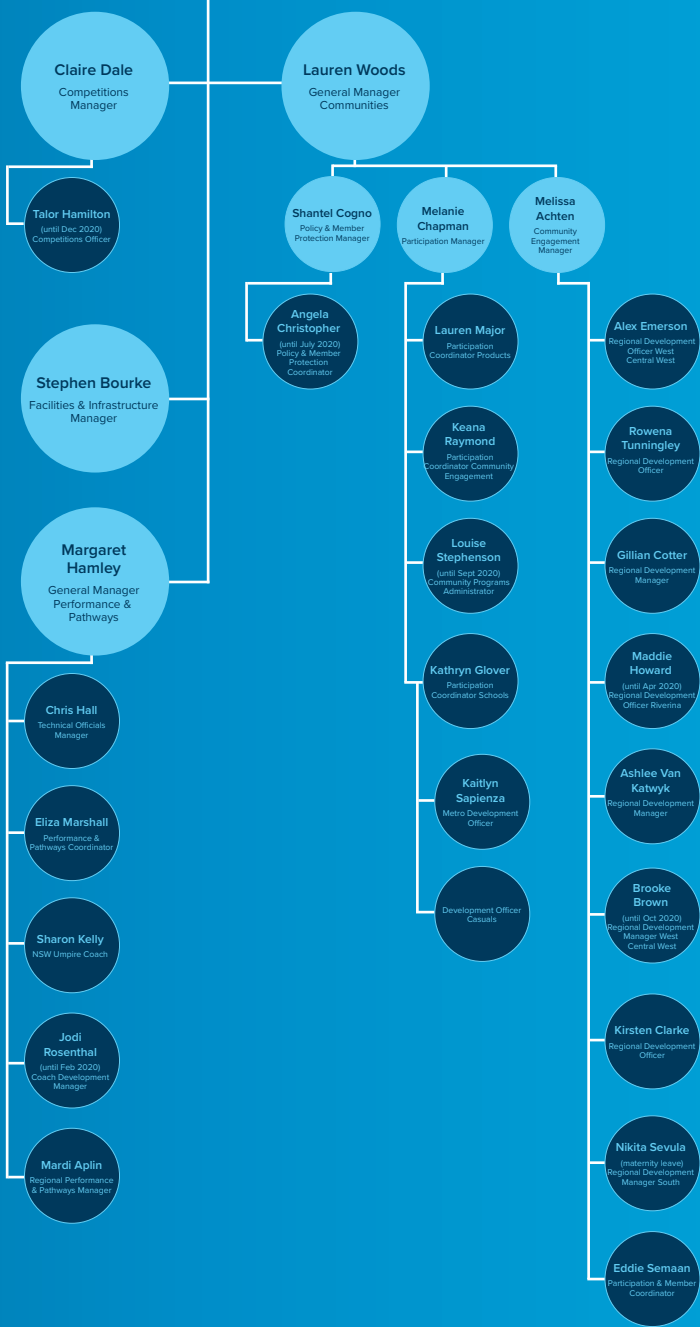 Claire Dale
Competitions
Manager
Lauren Woods
General Manager
Communities
Talor Hamilton
(until Dec 2020)
Competitions Officer
Shantel Cogno
Policy & Member
Protection Manager
Melanie
Chapman
Participation Manager
Melissa
Achten
Community
Engagement
Manager
Angela
Christopher
(until July 2020)
Policy & Member
Protection
Coordinator
Lauren Major
Participation
Coordinator Products
Alex Emerson
Regional Development
Officer West
Central West
Stephen Bourke
Facilities & Infrastructure
Manager
Keana
Raymond
Participation
Coordinator Community
Engagement
Rowena
Tunningley
Regional Development
Officer
Margaret
Hamley
General Manager
Performance &
Pathways
Louise
Stephenson
(until Sept 2020)
Community Programs
Administrator
Gillian Cotter
Regional Development
Manager
Kathryn Glover
Participation
Coordinator Schools
Maddie
Howard
(until Apr 2020)
Regional Development
Officer Riverina
Chris Hall
Technical Officials
Manager
Kaitlyn
Sapienza
Metro Development
Officer
Ashlee Van
Katwyk
Regional Development
Manager
Eliza Marshall
Performance &
Pathways Coordinator
Development Officer
Casuals
Brooke
Brown
(until Oct 2020)
Regional Development
Manager West
Central West
Sharon Kelly
NSW Umpire Coach
Kirsten Clarke
Regional Development
Officer
Jodi
Rosenthal
(until Feb 2020)
Coach Development
Manager
Nikita Sevula
(maternity leave)
Regional Development
Manager South
Mardi Aplin
Regional Performance
& Pathways Manager
Eddie Semaan
Participation & Member
Coordinator